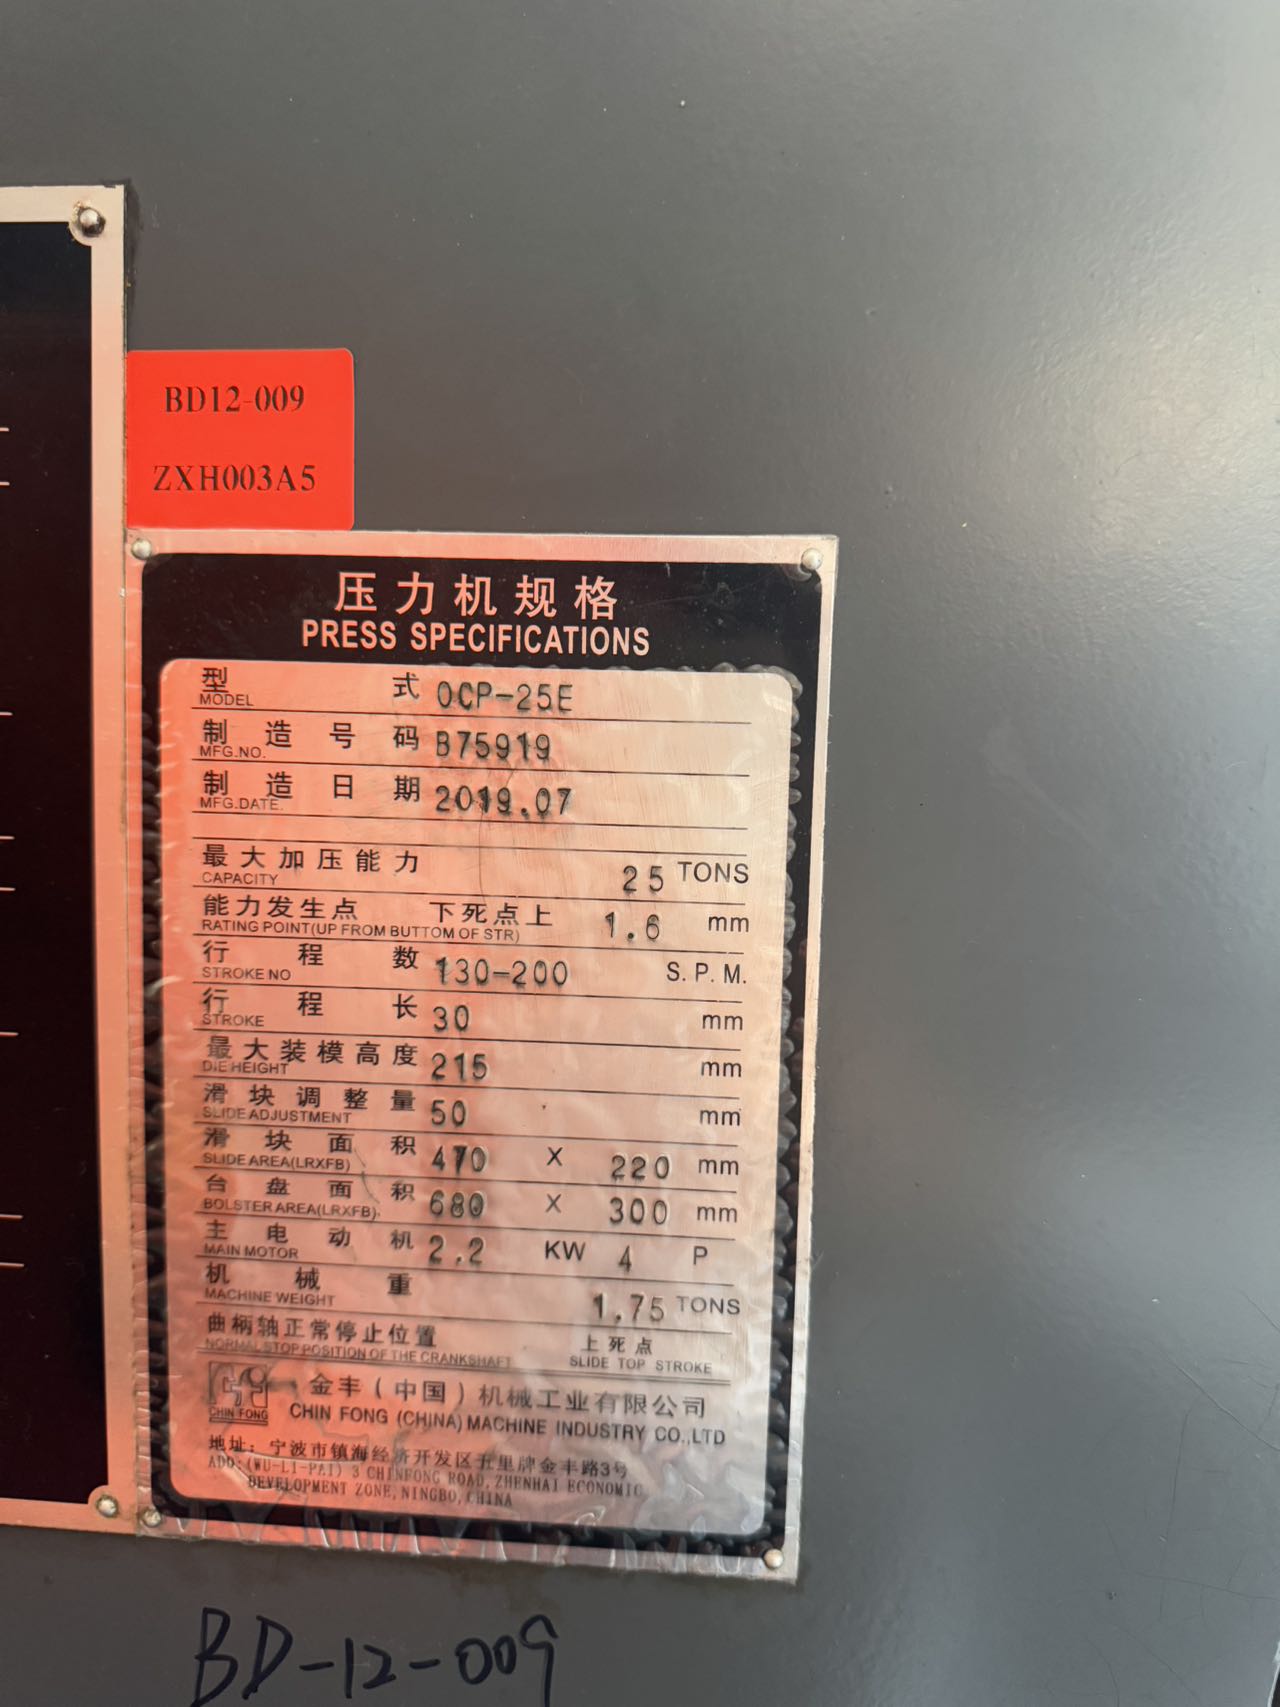 BD12-009
ZXH003A5
压力机规格
PRESS SPECIFICATIONS
型 式 OCP-25E
MODEL
制造号码 B75919
MFG.NO.
制造日期 2019.07
MFG.DATE.
最大加压能力 25 TONS
CAPACITY
能力发生点 下死点上 1.6 mm
RATING POINT(UP FROM BUTTOM OF STR)
行程数 130-200 S.P.M.
STROKE NO
行程长 30 mm
STROKE
最大装模高度 215 mm
DIE HEIGHT
滑块调整量 50 mm
SLIDE ADJUSTMENT
滑块面积 470 X 220 mm
SLIDE AREA(LRXFB)
台盘面积 680 X 300 mm
BOLSTER AREA(LRXFB).
主电动机 2.2 KW 4 P
MAIN MOTOR
机械重 1.75 TONS
MACHINE WEIGHT
曲柄轴正常停止位置 上死点
NORMAL STOP POSITION OF THE CRANKSHAFT SLIDE TOP STROKE
金丰(中国)机械工业有限公司
CHIN FONG CHIN FONG (CHINA) MACHINE INDUSTRY CO.,LTD
地址:宁波市镇海经济开发区五里牌金丰路3号
ADD:(WU-LI-PAI) 3 CHINFONG ROAD,ZHENHAI ECONOMIC
DEVELOPMENT ZONE,NINGBO,CHINA
BD-12-009